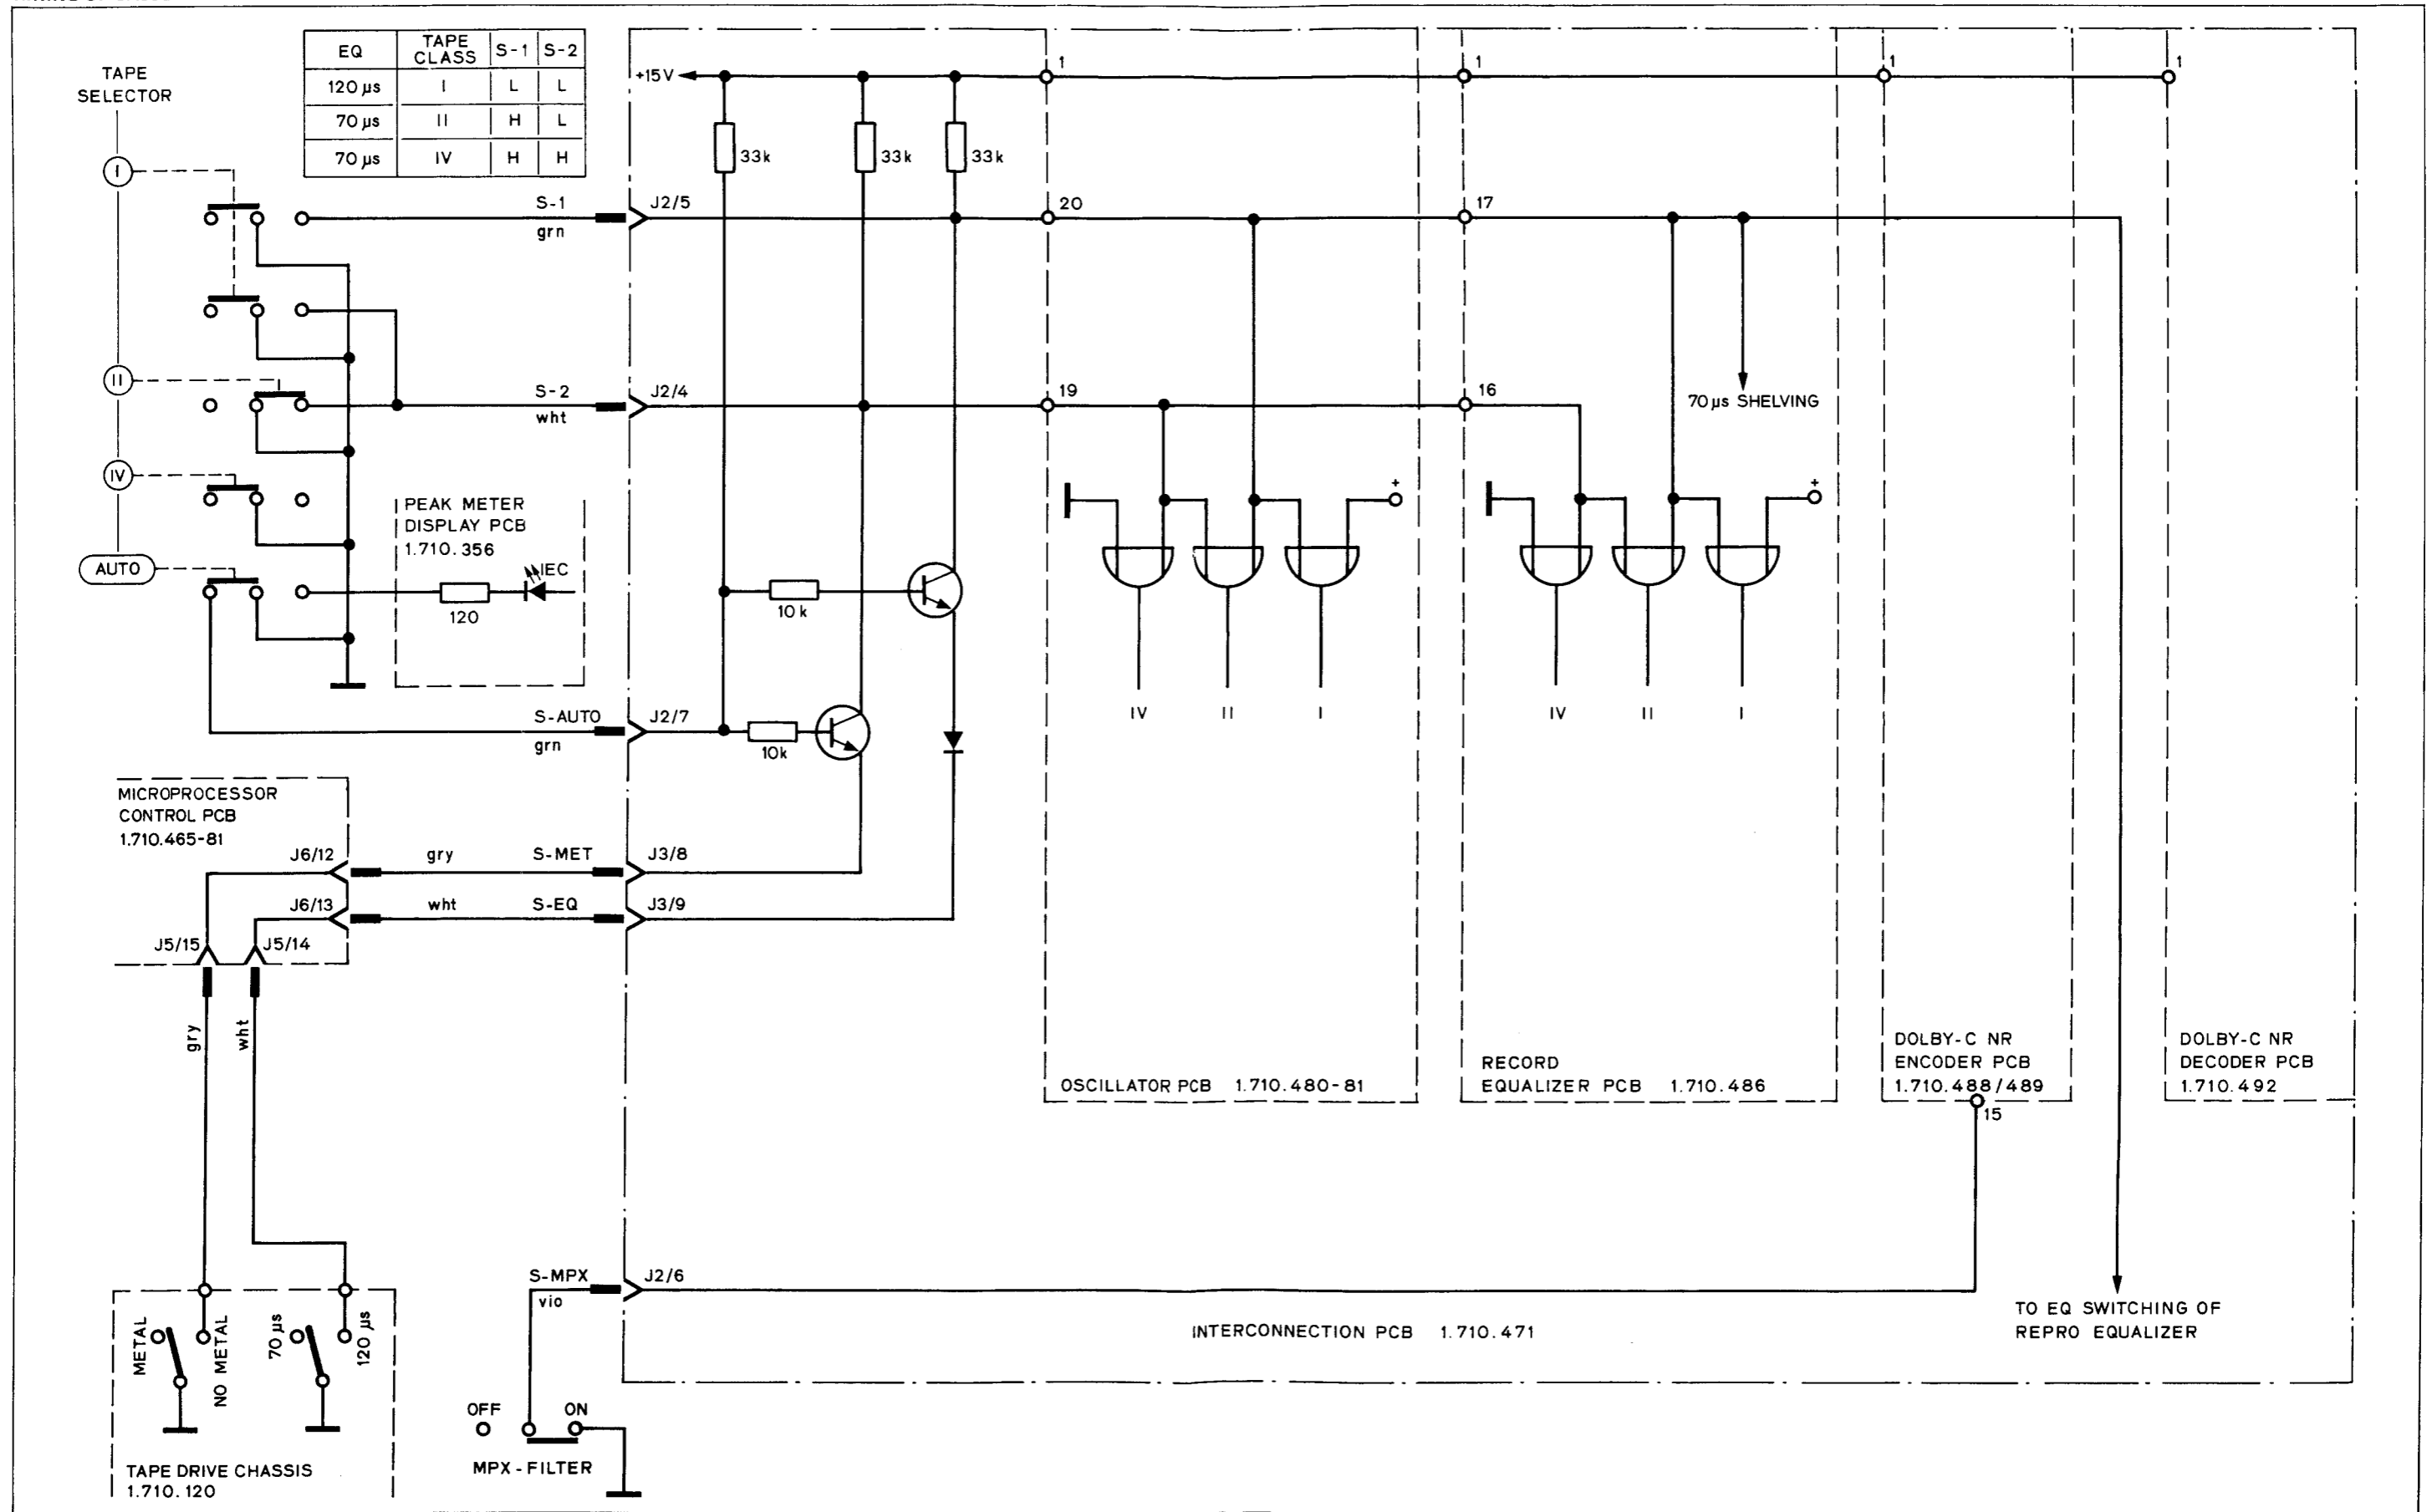 EQ TAPE CLASS S-1 S-2
120 µs I L L
70 µs II H L
70 µs IV H H
TAPE
SELECTOR
I
II
IV
AUTO
+15V
1
1
1
1
33k
33k
33k
S-1
grn
J2/5
20
17
S-2
wht
J2/4
19
16
70 µs SHELVING
PEAK METER
DISPLAY PCB
1.710.356
IEC
120
10 k
+
+
S-AUTO
grn
J2/7
10k
IV
II
I
IV
II
I
MICROPROCESSOR
CONTROL PCB
1.710.465-81
J6/12
gry
S-MET
J3/8
J6/13
wht
S-EQ
J3/9
J5/15
J5/14
gry
wht
OSCILLATOR PCB 1.710.480-81
RECORD
EQUALIZER PCB 1.710.486
DOLBY-C NR
ENCODER PCB
1.710.488/489
DOLBY-C NR
DECODER PCB
1.710.492
15
S-MPX
vio
J2/6
METAL
NO METAL
70 µs
120 µs
TAPE DRIVE CHASSIS
1.710.120
OFF
ON
MPX-FILTER
INTERCONNECTION PCB 1.710.471
TO EQ SWITCHING OF
REPRO EQUALIZER